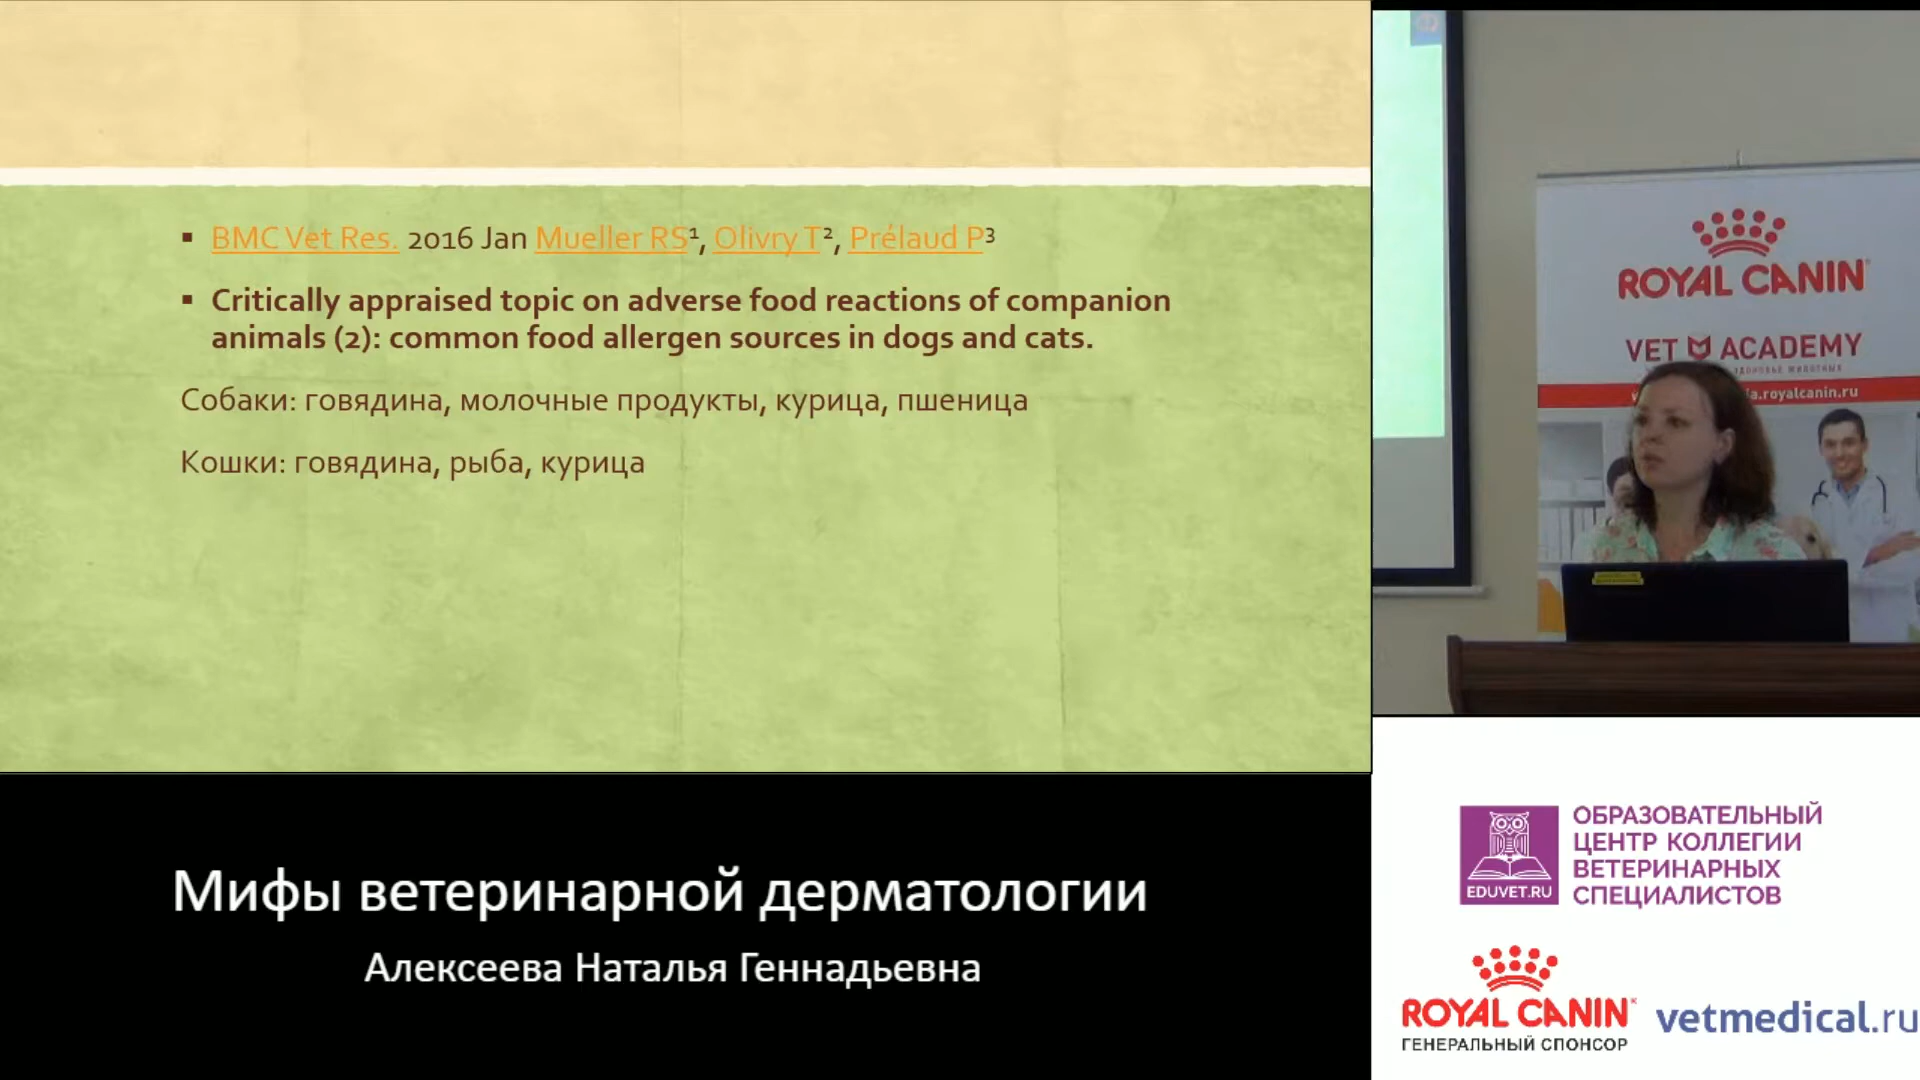 BMC Vet Res. 2016 Jan Mueller RS¹, Olivry T², Prélaud P³
Critically appraised topic on adverse food reactions of companion
animals (2): common food allergen sources in dogs and cats.
Собаки: говядина, молочные продукты, курица, пшеница
Кошки: говядина, рыба, курица
ROYAL CANIN
VET ACADEMY
a.royalcanin.ru
Мифы ветеринарной дерматологии
Алексеева Наталья Геннадьевна
EDUVET.RU
ОБРАЗОВАТЕЛЬНЫЙ
ЦЕНТР КОЛЛЕГИИ
ВЕТЕРИНАРНЫХ
СПЕЦИАЛИСТОВ
ROYAL CANIN
ГЕНЕРАЛЬНЫЙ СПОНСОР
vetmedical.ru